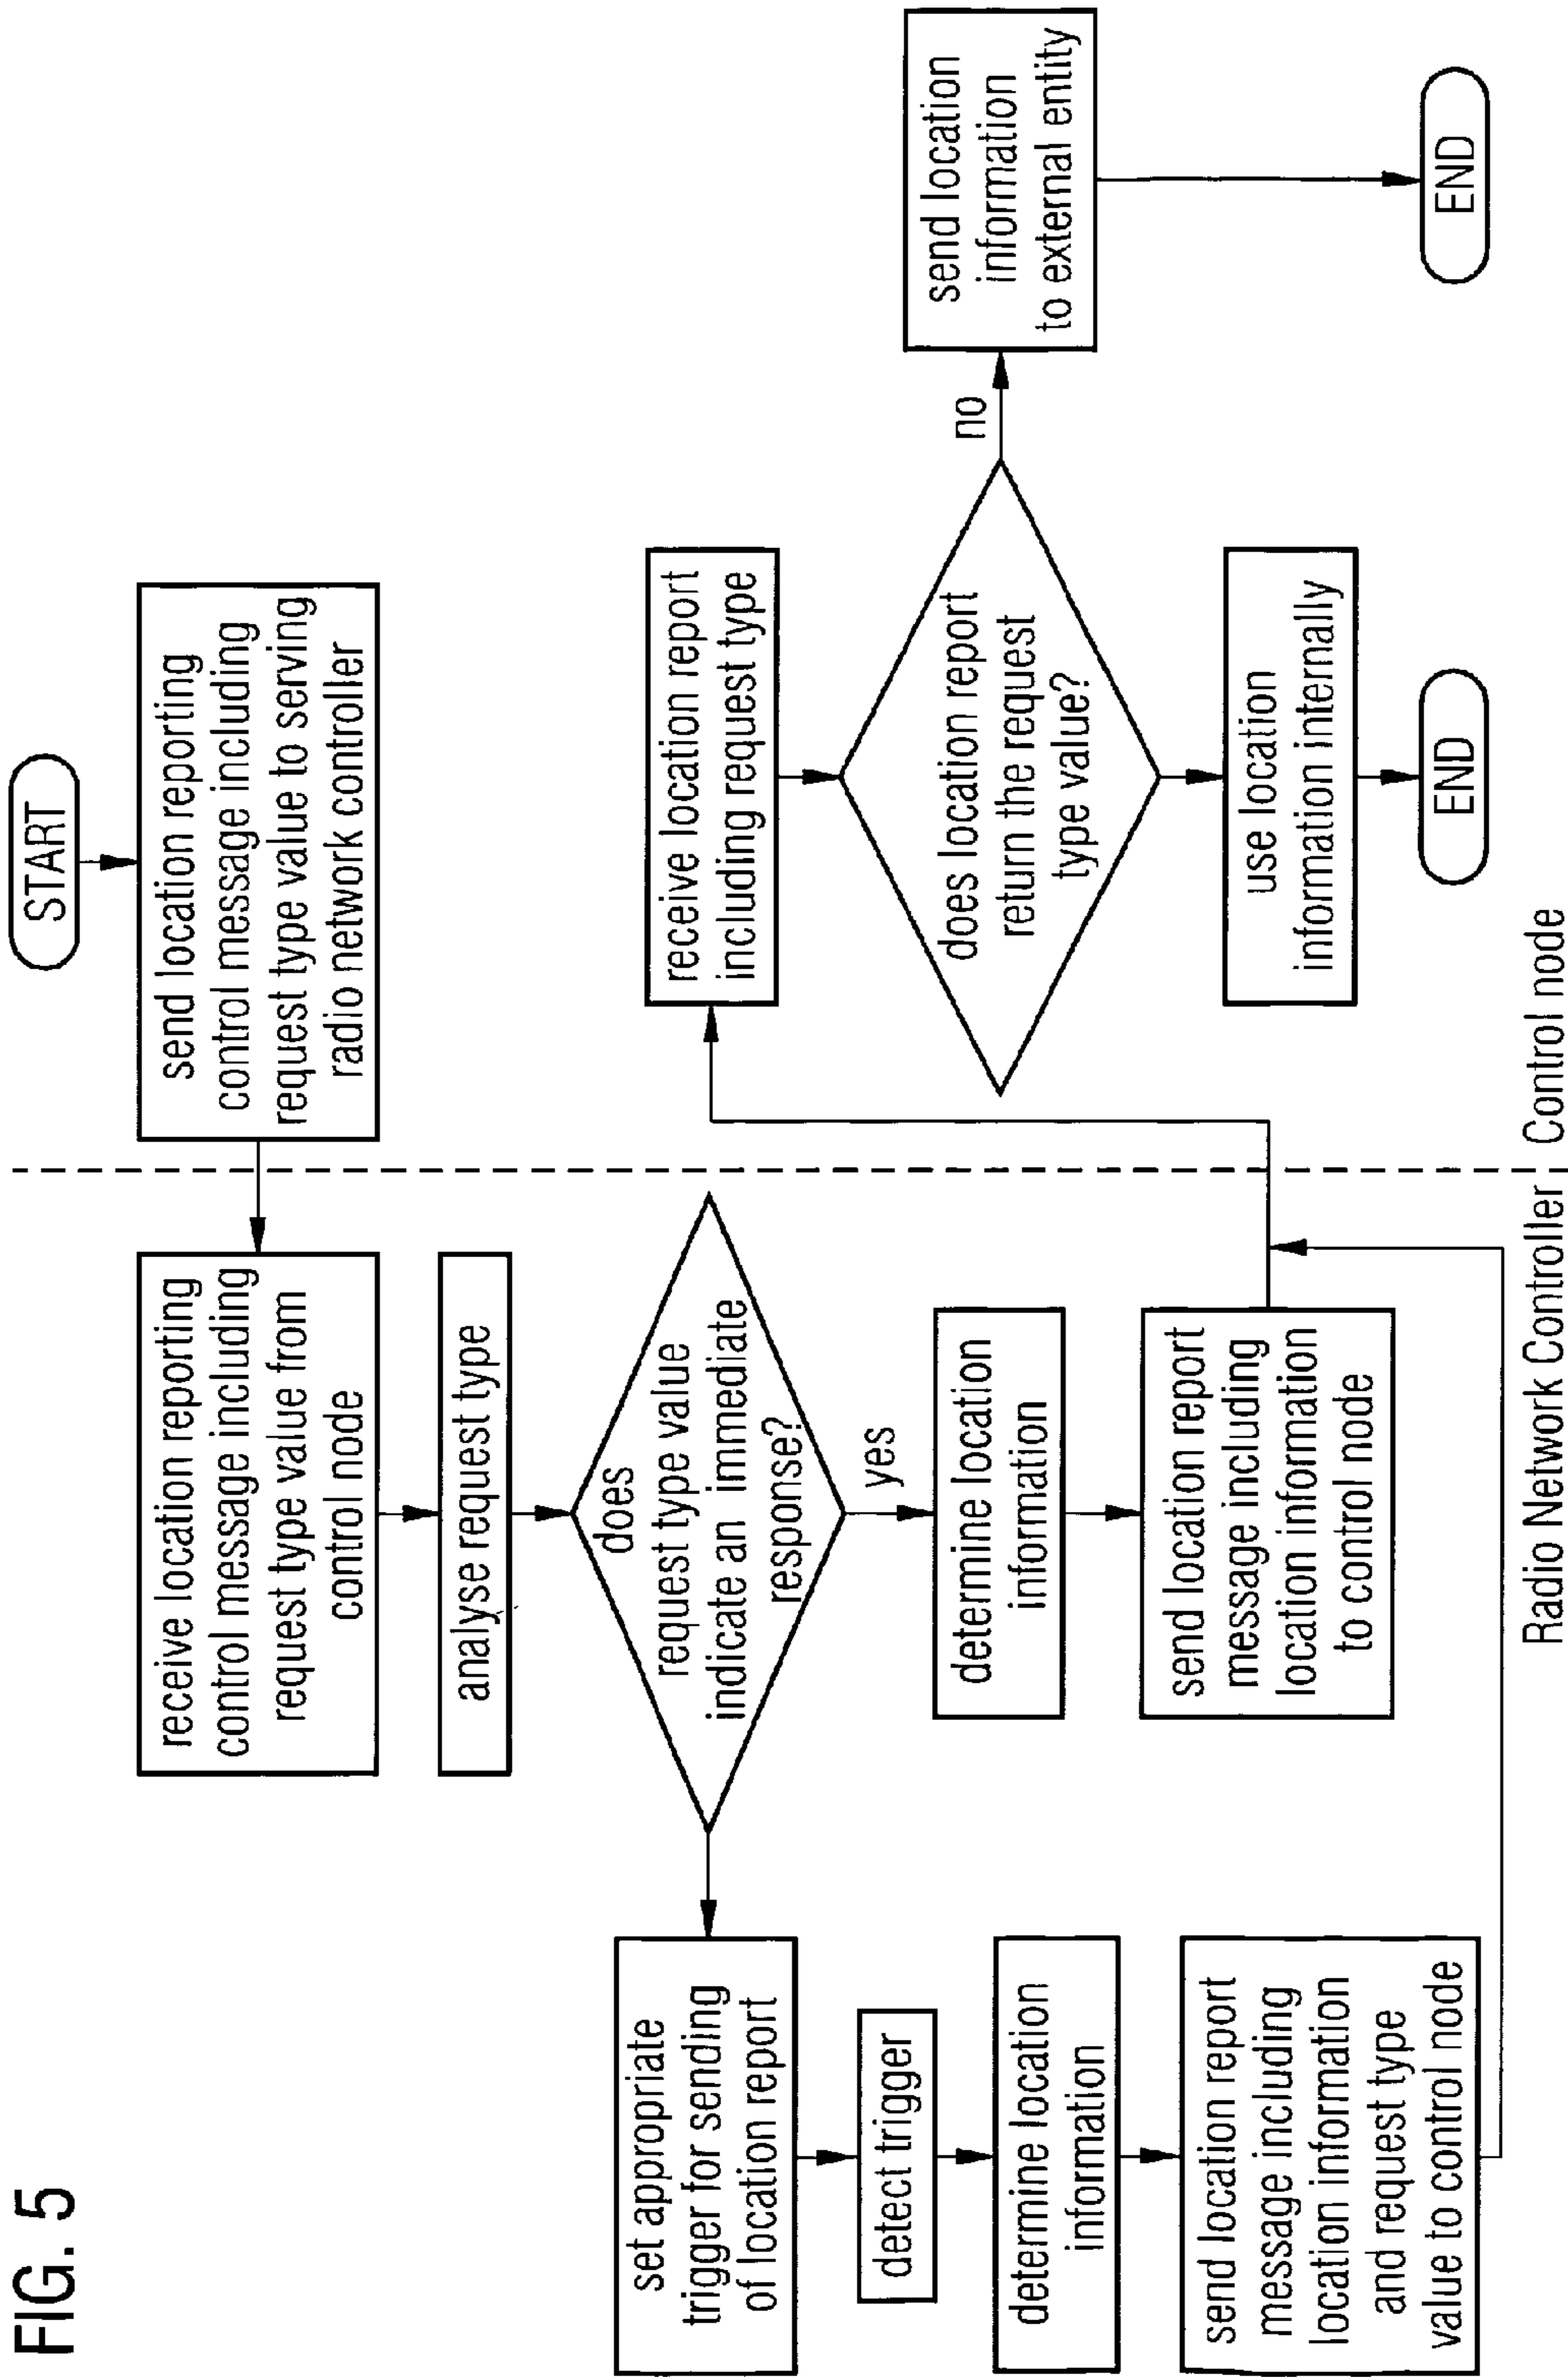 FIG. 5
START
send location reporting
control message including
request type value to serving
radio network controller
receive location reporting
control message including
request type value from
control node
analyse request type
does
request type value
indicate an immediate
response?
yes
determine location
information
send location report
message including
location information
to control node
set appropriate
trigger for sending
of location report
detect trigger
determine location
information
send location report
message including
location information
and request type
value to control node
receive location report
including request type
does location report
return the request
type value?
no
send location
information
to external entity
END
use location
information internally
END
Radio Network Controller
Control node